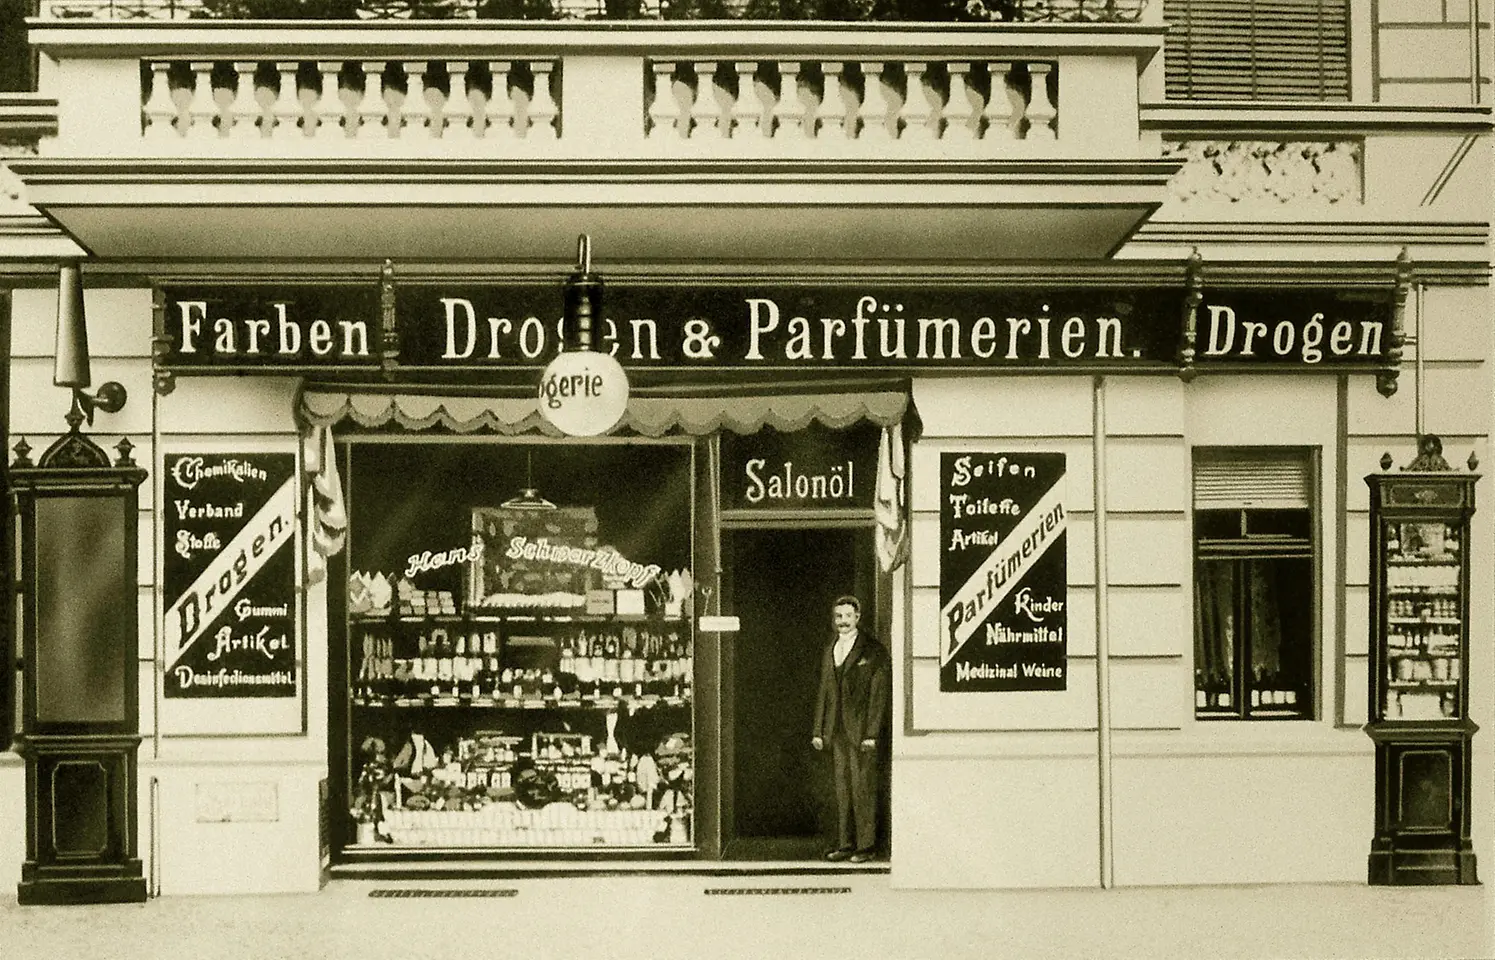 Farben
Drogen & Parfümerien.
Drogen
ogerie
Salonöl
Chemikalien
Verband
Stoffe
Drogen.
Gummi
Artikel
Desinfectionsmittel
Hans Schwarzkopf
Seifen
Toilette
Artikel
Parfümerien
Kinder
Nährmittel
Medizinal Weine